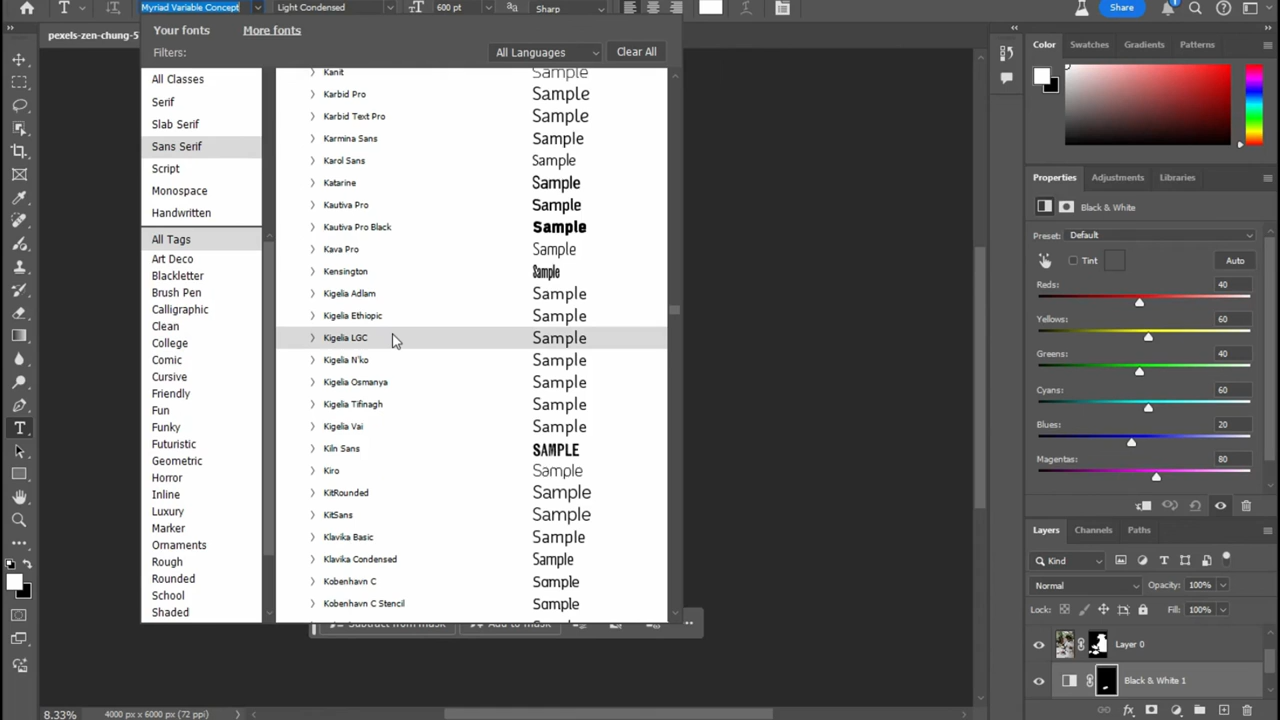 Myriad Variable Concept Light Condensed 600 pt Sharp Share
pexels-zen-chung-5
Your fonts More fonts
Filters: All Languages Clear All
All Classes
Serif
Slab Serif
Sans Serif
Script
Monospace
Handwritten
All Tags
Art Deco
Blackletter
Brush Pen
Calligraphic
Clean
College
Comic
Cursive
Friendly
Fun
Funky
Futuristic
Geometric
Horror
Inline
Luxury
Marker
Ornaments
Rough
Rounded
School
Shaded
Kanit Sample
Karbid Pro Sample
Karbid Text Pro Sample
Karmina Sans Sample
Karol Sans Sample
Katarine Sample
Kautiva Pro Sample
Kautiva Pro Black Sample
Kava Pro Sample
Kensington Sample
Kigelia Adlam Sample
Kigelia Ethiopic Sample
Kigelia LGC Sample
Kigelia N'ko Sample
Kigelia Osmanya Sample
Kigelia Tifinagh Sample
Kigelia Vai Sample
Kiln Sans SAMPLE
Kiro Sample
KitRounded Sample
KitSans Sample
Klavika Basic Sample
Klavika Condensed Sample
Kobenhavn C Sample
Kobenhavn C Stencil Sample
Subtract from mask Add to mask
8.33% 4000 px x 6000 px (72 ppi)
Color Swatches Gradients Patterns
Properties Adjustments Libraries
Black & White
Preset: Default
Tint Auto
Reds: 40
Yellows: 60
Greens: 40
Cyans: 60
Blues: 20
Magentas: 80
Layers Channels Paths
Kind
Normal Opacity: 100%
Lock: Fill: 100%
Layer 0
Black & White 1